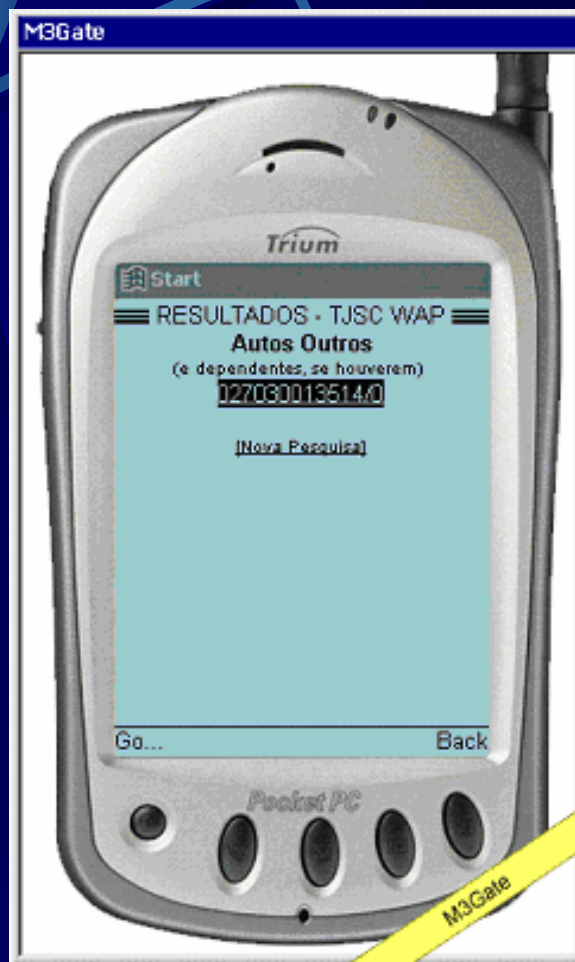 M3Gate
Trium
Start
RESULTADOS - TJSC WAP
Autos Outros
(e dependentes, se houverem)
027030013514/0
[Nova Pesquisa]
Go... Back
Pocket PC
M3Gate